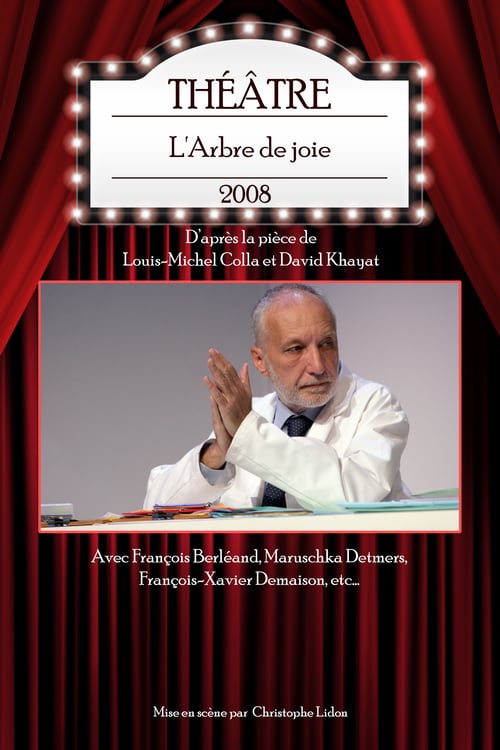 THÉÂTRE
L'Arbre de joie
2008
D'après la pièce de
Louis-Michel Colla et David Khayat
Avec François Berléand, Maruschka Detmers,
François-Xavier Demaison, etc...
Mise en scène par Christophe Lidon